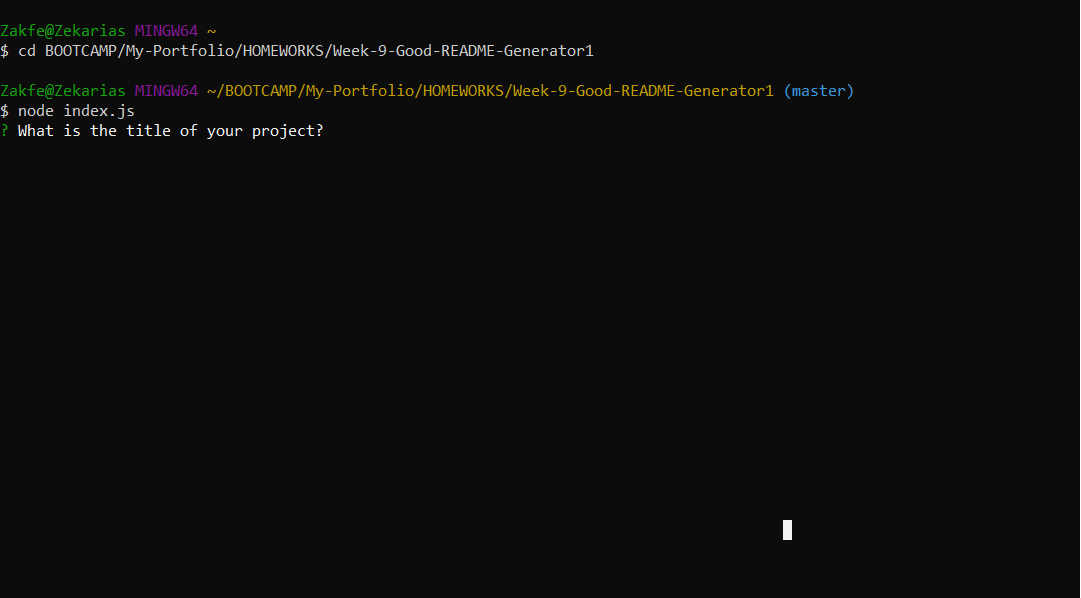 Zakfe@Zekarias MINGW64 ~
$ cd BOOTCAMP/My-Portfolio/HOMEWORKS/Week-9-Good-README-Generator1
Zakfe@Zekarias MINGW64 ~/BOOTCAMP/My-Portfolio/HOMEWORKS/Week-9-Good-README-Generator1 (master)
$ node index.js
? What is the title of your project?